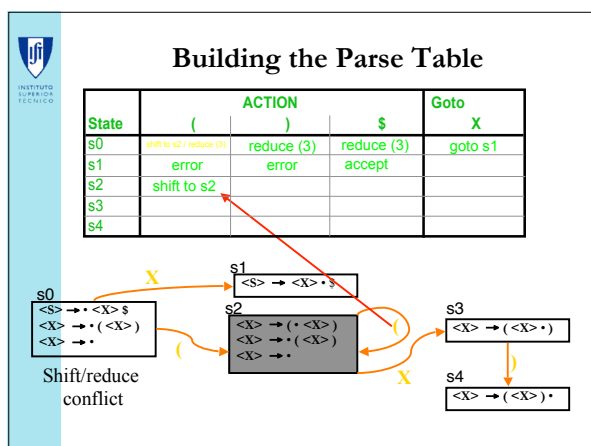 Building the Parse Table
INSTITUTO
SUPERIOR
TECNICO
ACTION Goto
State ( ) $ X
s0 shift to s2 / reduce (3) reduce (3) reduce (3) goto s1
s1 error error accept
s2 shift to s2
s3
s4
s1
X
<S> → <X> • $
s0
<S> → • <X> $
<X> → • ( <X> )
<X> → •
(
s2
<X> → ( • <X> )
<X> → • ( <X> )
<X> → •
(
X
s3
<X> → ( <X> • )
)
s4
<X> → ( <X> ) •
Shift/reduce
conflict